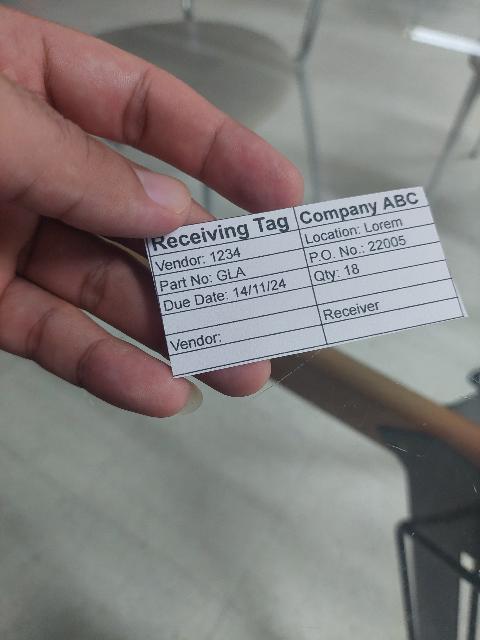 Receiving Tag Company ABC
Vendor: 1234 Location: Lorem
Part No: GLA P.O. No.: 22005
Due Date: 14/11/24 Qty: 18
Vendor: Receiver